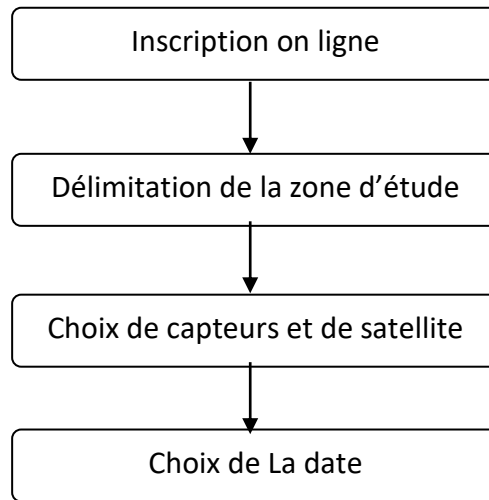 Inscription on ligne
Délimitation de la zone d’étude
Choix de capteurs et de satellite
Choix de La date